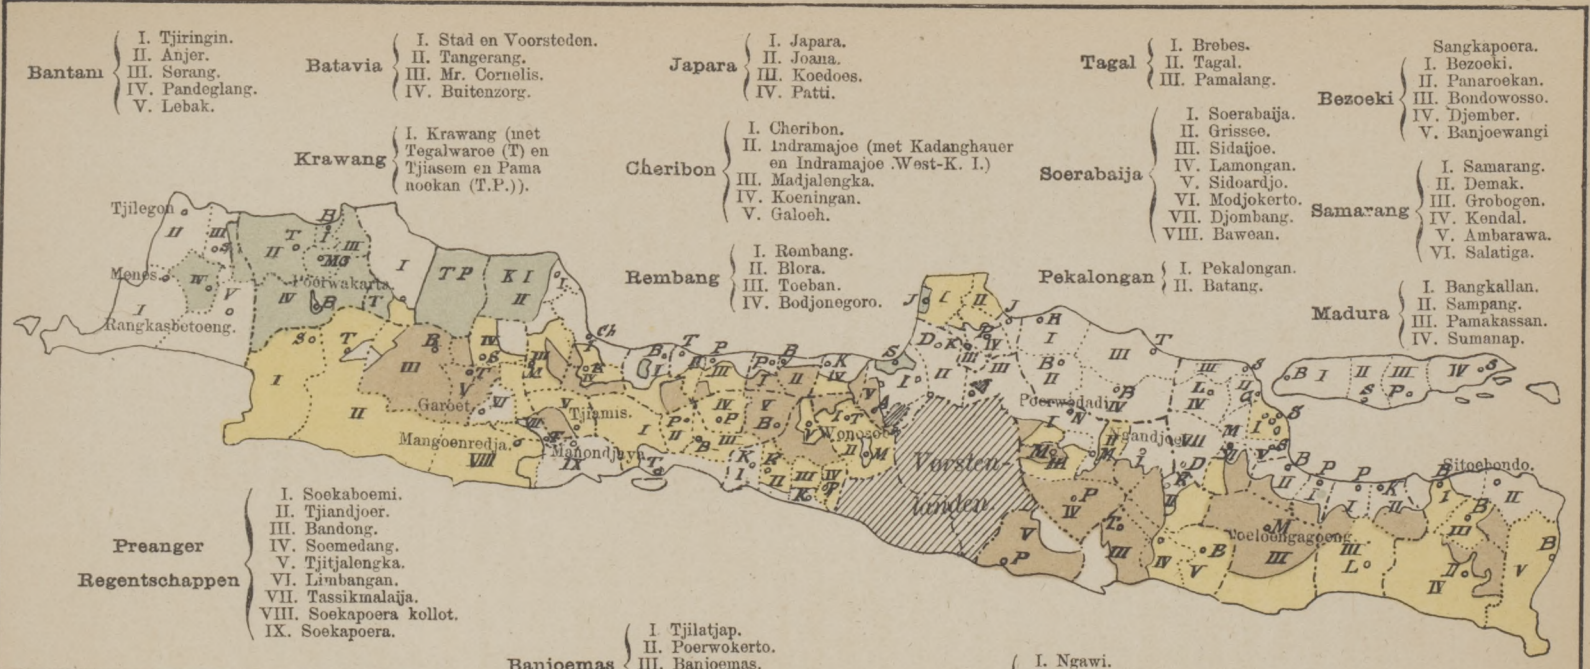 Bantam
I. Tjiringin.
II. Anjer.
III. Serang.
IV. Pandeglang.
V. Lebak.
Batavia
I. Stad en Voorsteden.
II. Tangerang.
III. Mr. Cornelis.
IV. Buitenzorg.
Krawang
I. Krawang (met
Tegalwaroe (T) en
Tjiasem en Pama
noekan (T.P.)).
Japara
I. Japara.
II. Joana.
III. Koedoes.
IV. Patti.
Cheribon
I. Cheribon.
II. Indramajoe (met Kadanghauer
en Indramajoe West-K. I.)
III. Madjalengka.
IV. Koeningan.
V. Galoeh.
Rembang
I. Rembang.
II. Blora.
III. Toeban.
IV. Bodjonegoro.
Tagal
I. Brebes.
II. Tagal.
III. Pamalang.
Soerabaija
I. Soerabaija.
II. Grissee.
III. Sidaijoe.
IV. Lamongan.
V. Sidoardjo.
VI. Modjokerto.
VII. Djombang.
VIII. Bawean.
Pekalongan
I. Pekalongan.
II. Batang.
Sangkapoera.
Bezoeki
I. Bezoeki.
II. Panaroekan.
III. Bondowosso.
IV. Djember.
V. Banjoewangi
Samarang
I. Samarang.
II. Demak.
III. Grobogen.
IV. Kendal.
V. Ambarawa.
VI. Salatiga.
Madura
I. Bangkallan.
II. Sampang.
III. Pamakassan.
IV. Sumanap.
Tjilegon
Menes
Rangkasbetoeng.
Poerwakarta
T P
K I
II
Garoet
Mangoenredja.
Tjiamis.
Manondjaya
Wonosob
Vorsten-
landen
Poerwodadi
Ngandjoek
Toeloengagoeng
Sitoebondo.
Preanger
Regentschappen
I. Soekaboemi.
II. Tjiandjoer.
III. Bandong.
IV. Soemedang.
V. Tjitjalengka.
VI. Limbangan.
VII. Tassikmalaija.
VIII. Soekapoera kollot.
IX. Soekapoera.
Banjoemas
I. Tjilatjap.
II. Poerwokerto.
III. Banjoemas.
I. Ngawi.